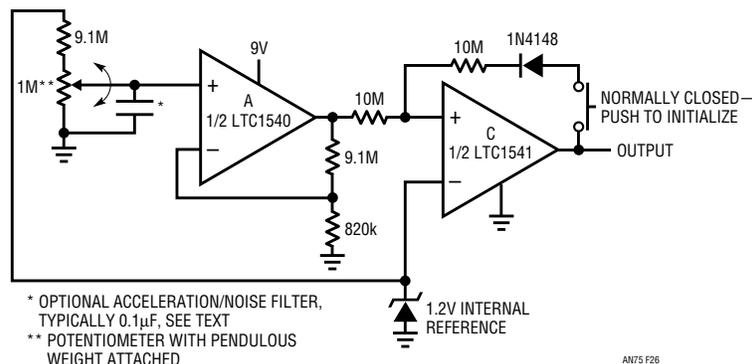 9.1M
9V
10M
1N4148
1M**
*
+
A
1/2 LTC1540
–
10M
+
C
1/2 LTC1541
–
NORMALLY CLOSED—
PUSH TO INITIALIZE
OUTPUT
9.1M
820k
* OPTIONAL ACCELERATION/NOISE FILTER,
TYPICALLY 0.1µF, SEE TEXT
** POTENTIOMETER WITH PENDULOUS
WEIGHT ATTACHED
1.2V INTERNAL
REFERENCE
AN75 F26